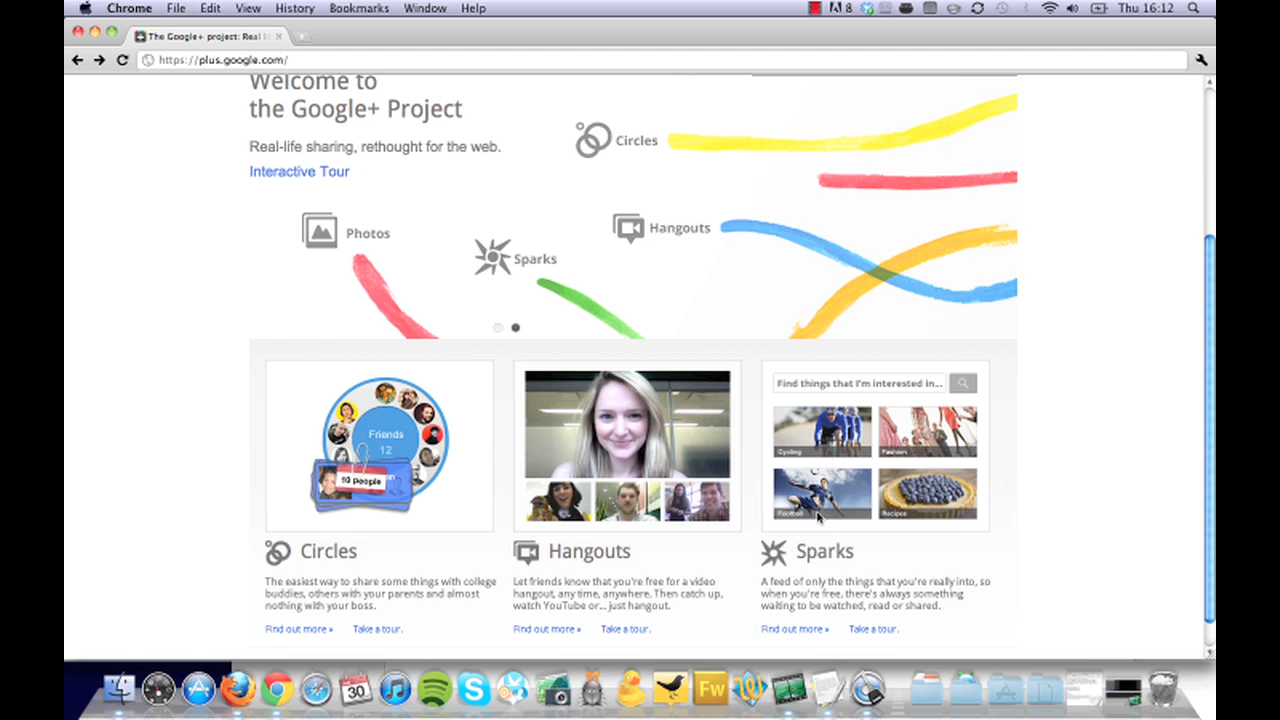 Chrome File Edit View History Bookmarks Window Help
8
Thu 16:12
The Google+ project: Real l
https://plus.google.com/
Welcome to
the Google+ Project
Real-life sharing, rethought for the web.
Interactive Tour
Circles
Photos
Sparks
Hangouts
Friends
12
10 people
Find things that I'm interested in...
Cycling
Fashion
Football
Recipes
Circles
The easiest way to share some things with college
buddies, others with your parents and almost
nothing with your boss.
Find out more » Take a tour.
Hangouts
Let friends know that you're free for a video
hangout, any time, anywhere. Then catch up,
watch YouTube or... just hangout.
Find out more » Take a tour.
Sparks
A feed of only the things that you're really into, so
when you're free, there's always something
waiting to be watched, read or shared.
Find out more » Take a tour.
30
Fw